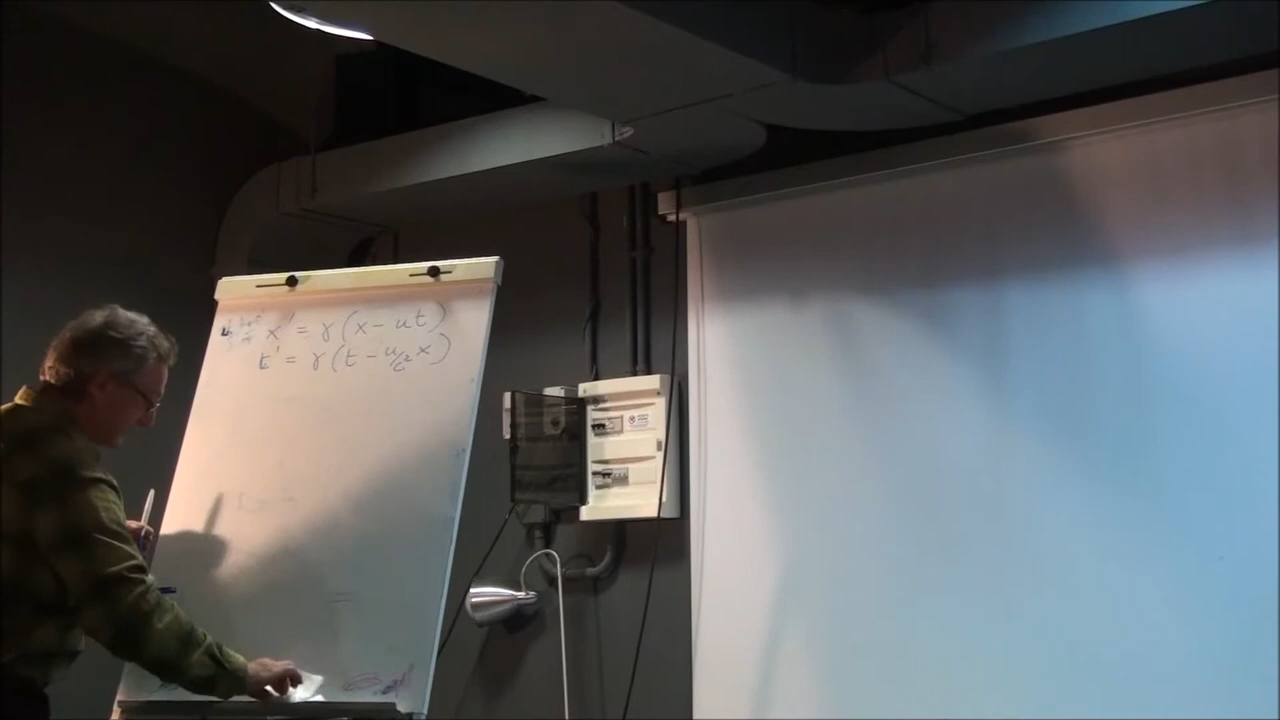 x' = γ(x - ut)
t' = γ(t - u/c² x)